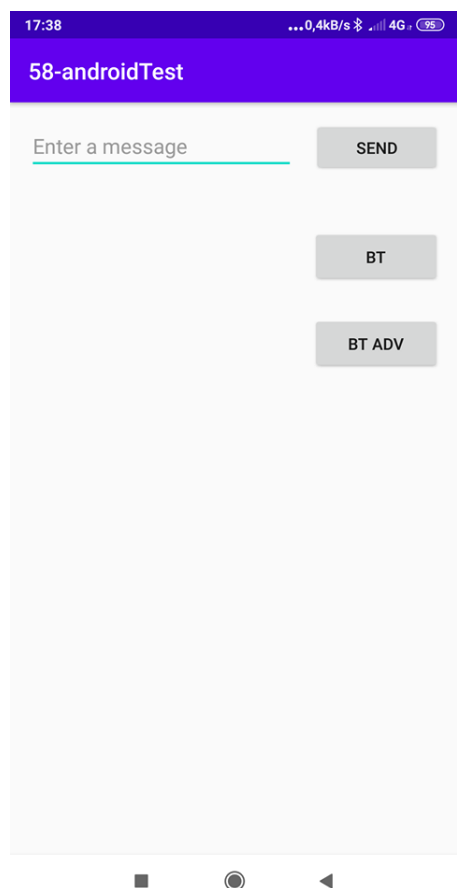 17:38 ...0,4kB/s 4G 95
58-androidTest
Enter a message SEND
BT
BT ADV